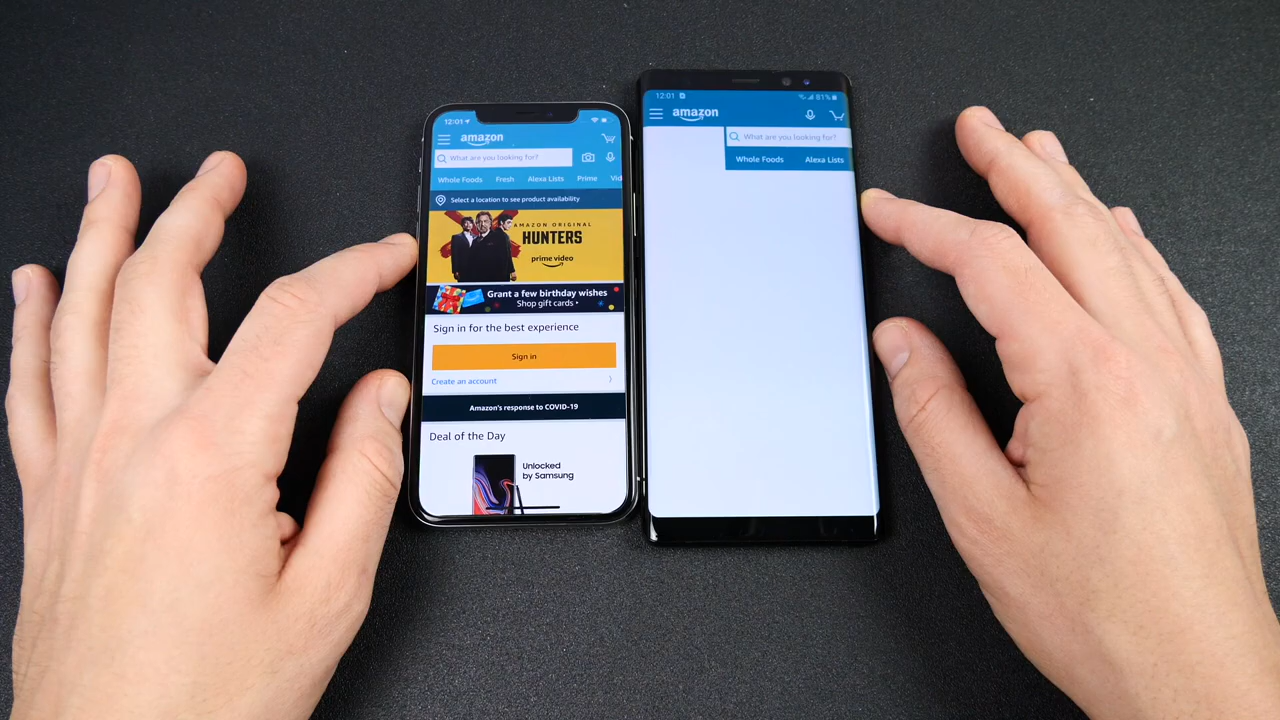 12:01
amazon
What are you looking for?
Whole Foods Fresh Alexa Lists Prime Vid
Select a location to see product availability
AMAZON ORIGINAL
HUNTERS
prime video
Grant a few birthday wishes
Shop gift cards
Sign in for the best experience
Sign in
Create an account
Amazon's response to COVID-19
Deal of the Day
Unlocked
by Samsung
12:01 81%
amazon
What are you looking for?
Whole Foods Alexa Lists